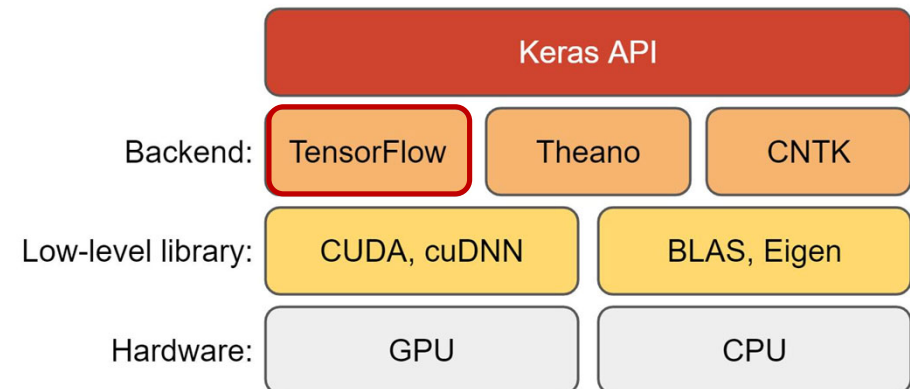 Keras API
Backend: TensorFlow Theano CNTK
Low-level library: CUDA, cuDNN BLAS, Eigen
Hardware: GPU CPU